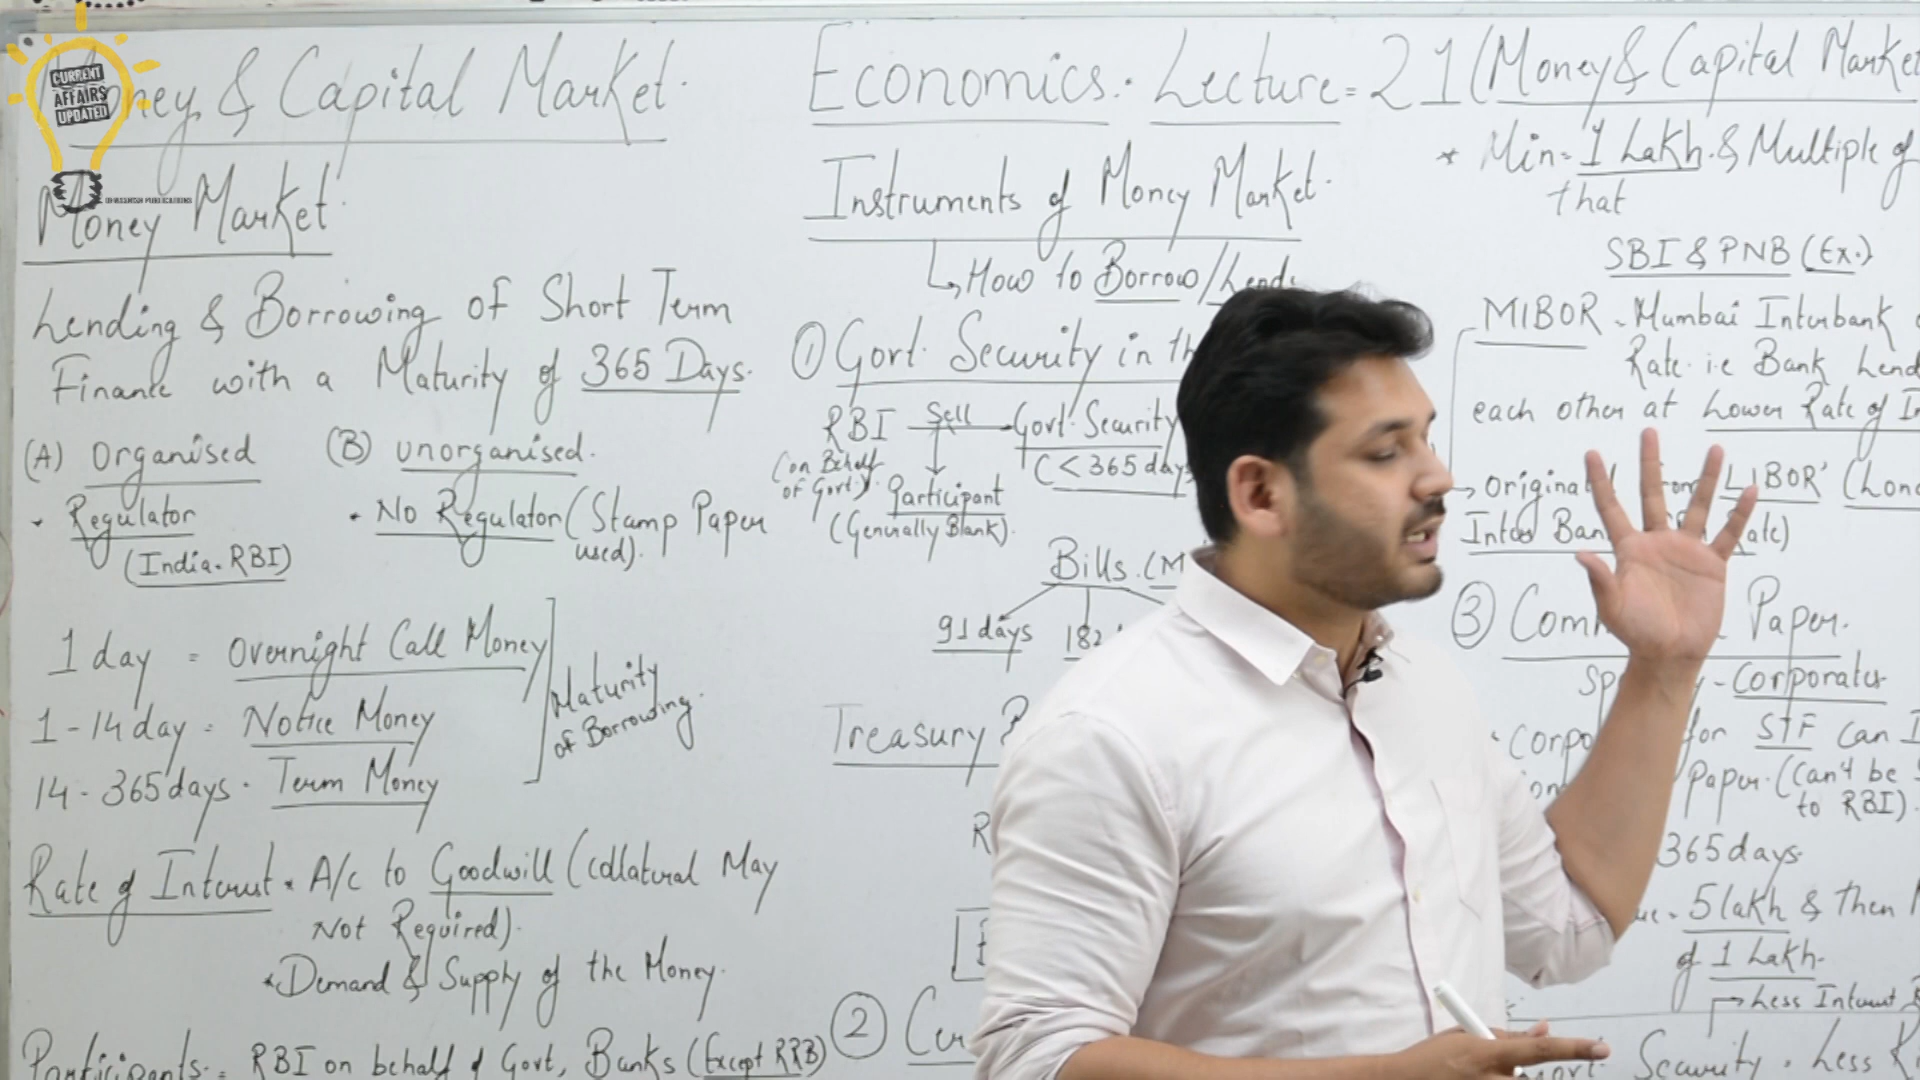 CURRENT
AFFAIRS
UPDATED
Money & Capital Market.
Money Market.
Lending & Borrowing of Short Term
Finance with a Maturity of 365 Days.
(A) Organised
* Regulator
(India. RBI)
(B) unorganised.
* No Regulator (Stamp Paper
used).
1 day = Overnight Call Money
1-14 day = Notice Money
14-365 days. Term Money
Maturity
of Borrowing.
Rate of Interest * A/c to Goodwill (collateral May
Not Required).
* Demand & Supply of the Money.
Participants. RBI on behalf of Govt, Banks (Except RRB)
Economics. Lecture = 21 (Money & Capital Market
Instruments of Money Market.
How to Borrow/Lend.
① Govt. Security in
RBI Sell Govt. Security
(on Behalf
of Govt.).
(< 365 days
Participant
(Generally Blank).
Bills.
91 days 182
Treasury
②
* Min = 1 Lakh. & Multiple of
that
SBI & PNB (Ex.)
MIBOR - Mumbai Interbank
Rate. i.e Bank Lend
each other at Lower Rate of
LIBOR
③ Paper.
- Corporates
for STF can
Paper. (Can't be
to RBI).
365 days.
5 lakh & then
of 1 Lakh.
Less Interest
Security. Less